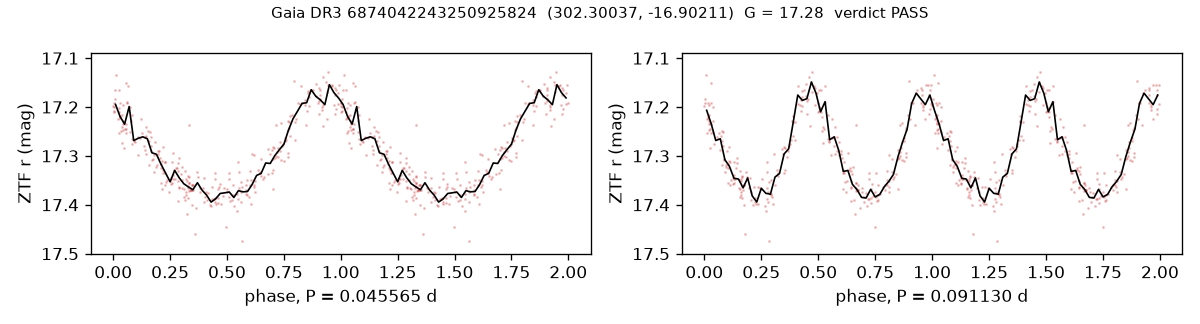 Gaia DR3 6874042243250925824  (302.30037, -16.90211)  G = 17.28  verdict PASS
ZTF r (mag)
17.1
17.2
17.3
17.4
17.5
0.00 0.25 0.50 0.75 1.00 1.25 1.50 1.75 2.00
phase, P = 0.045565 d
ZTF r (mag)
17.1
17.2
17.3
17.4
17.5
0.00 0.25 0.50 0.75 1.00 1.25 1.50 1.75 2.00
phase, P = 0.091130 d